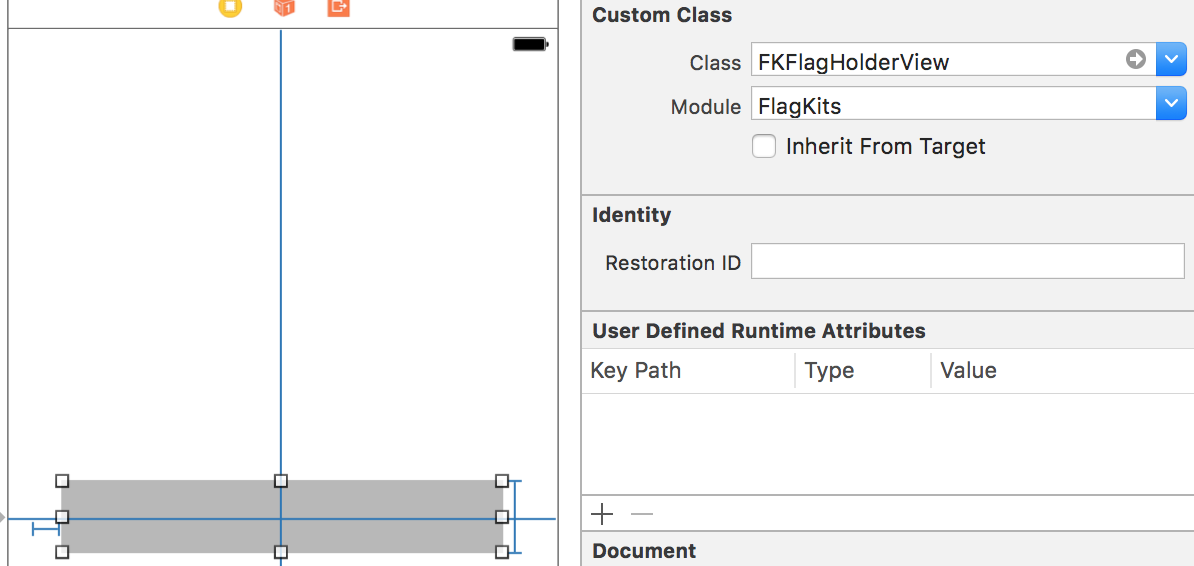 Custom Class
Class FKFlagHolderView
Module FlagKits
Inherit From Target
Identity
Restoration ID
User Defined Runtime Attributes
Key Path Type Value
Document